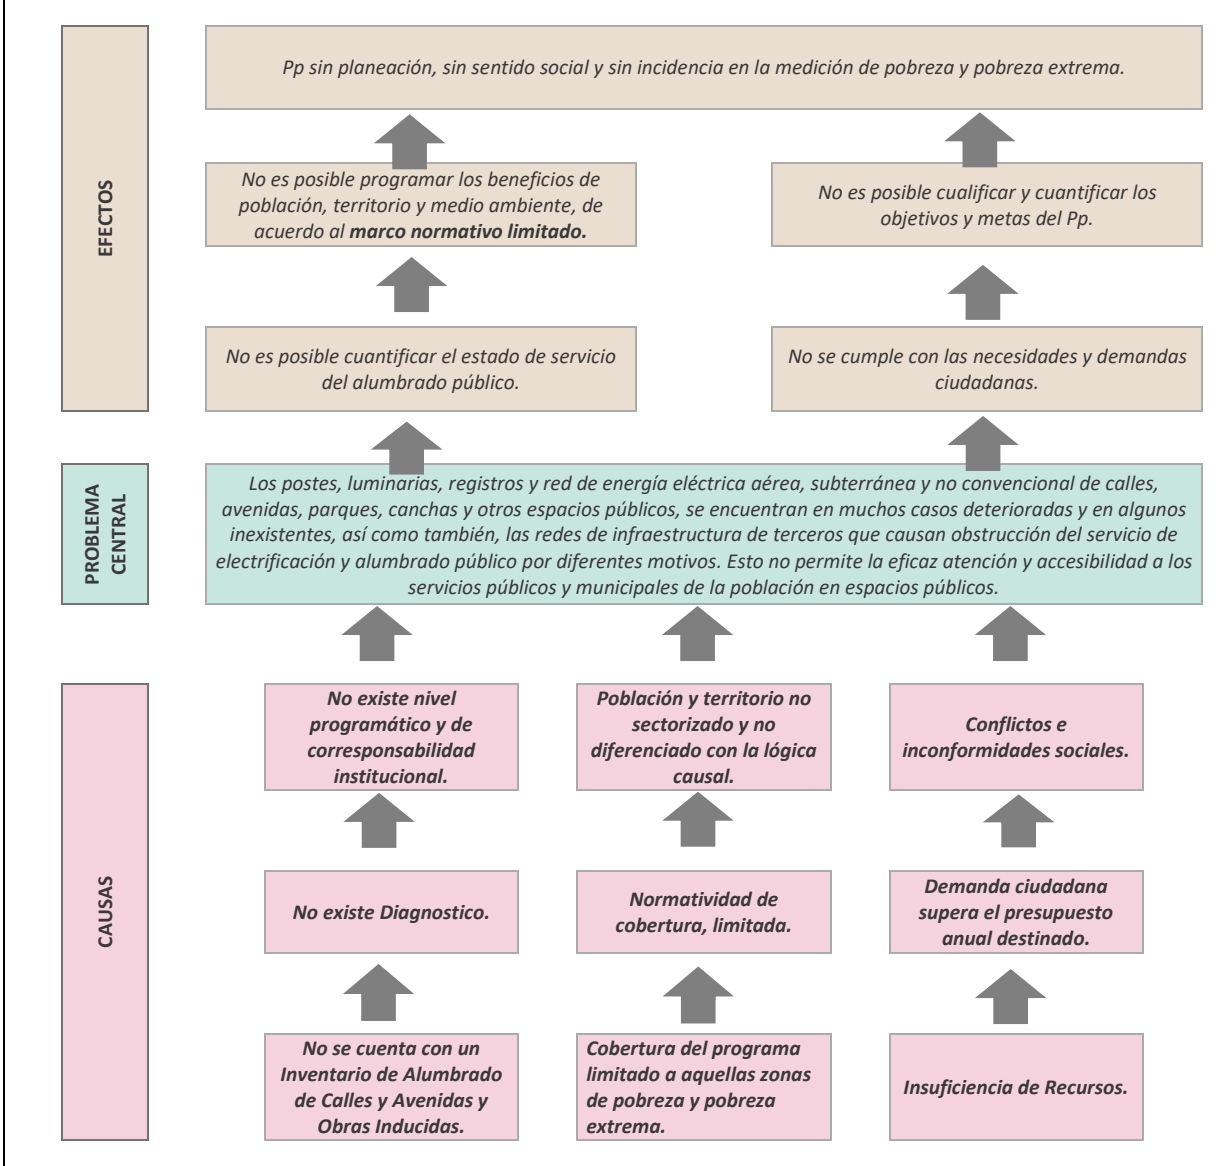 EFECTOS
Pp sin planeación, sin sentido social y sin incidencia en la medición de pobreza y pobreza extrema.
No es posible programar los beneficios de
población, territorio y medio ambiente, de
acuerdo al marco normativo limitado.
No es posible cualificar y cuantificar los
objetivos y metas del Pp.
No es posible cuantificar el estado de servicio
del alumbrado público.
No se cumple con las necesidades y demandas
ciudadanas.
PROBLEMA
CENTRAL
Los postes, luminarias, registros y red de energía eléctrica aérea, subterránea y no convencional de calles,
avenidas, parques, canchas y otros espacios públicos, se encuentran en muchos casos deterioradas y en algunos
inexistentes, así como también, las redes de infraestructura de terceros que causan obstrucción del servicio de
electrificación y alumbrado público por diferentes motivos. Esto no permite la eficaz atención y accesibilidad a los
servicios públicos y municipales de la población en espacios públicos.
CAUSAS
No existe nivel
programático y de
corresponsabilidad
institucional.
Población y territorio no
sectorizado y no
diferenciado con la lógica
causal.
Conflictos e
inconformidades sociales.
No existe Diagnostico.
Normatividad de
cobertura, limitada.
Demanda ciudadana
supera el presupuesto
anual destinado.
No se cuenta con un
Inventario de Alumbrado
de Calles y Avenidas y
Obras Inducidas.
Cobertura del programa
limitado a aquellas zonas
de pobreza y pobreza
extrema.
Insuficiencia de Recursos.